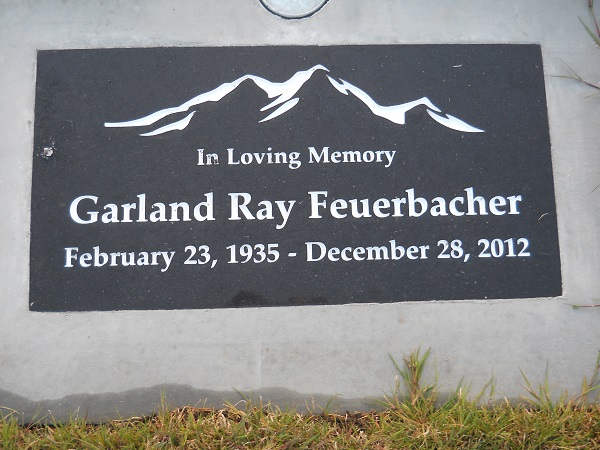 In Loving Memory
Garland Ray Feuerbacher
February 23, 1935 - December 28, 2012